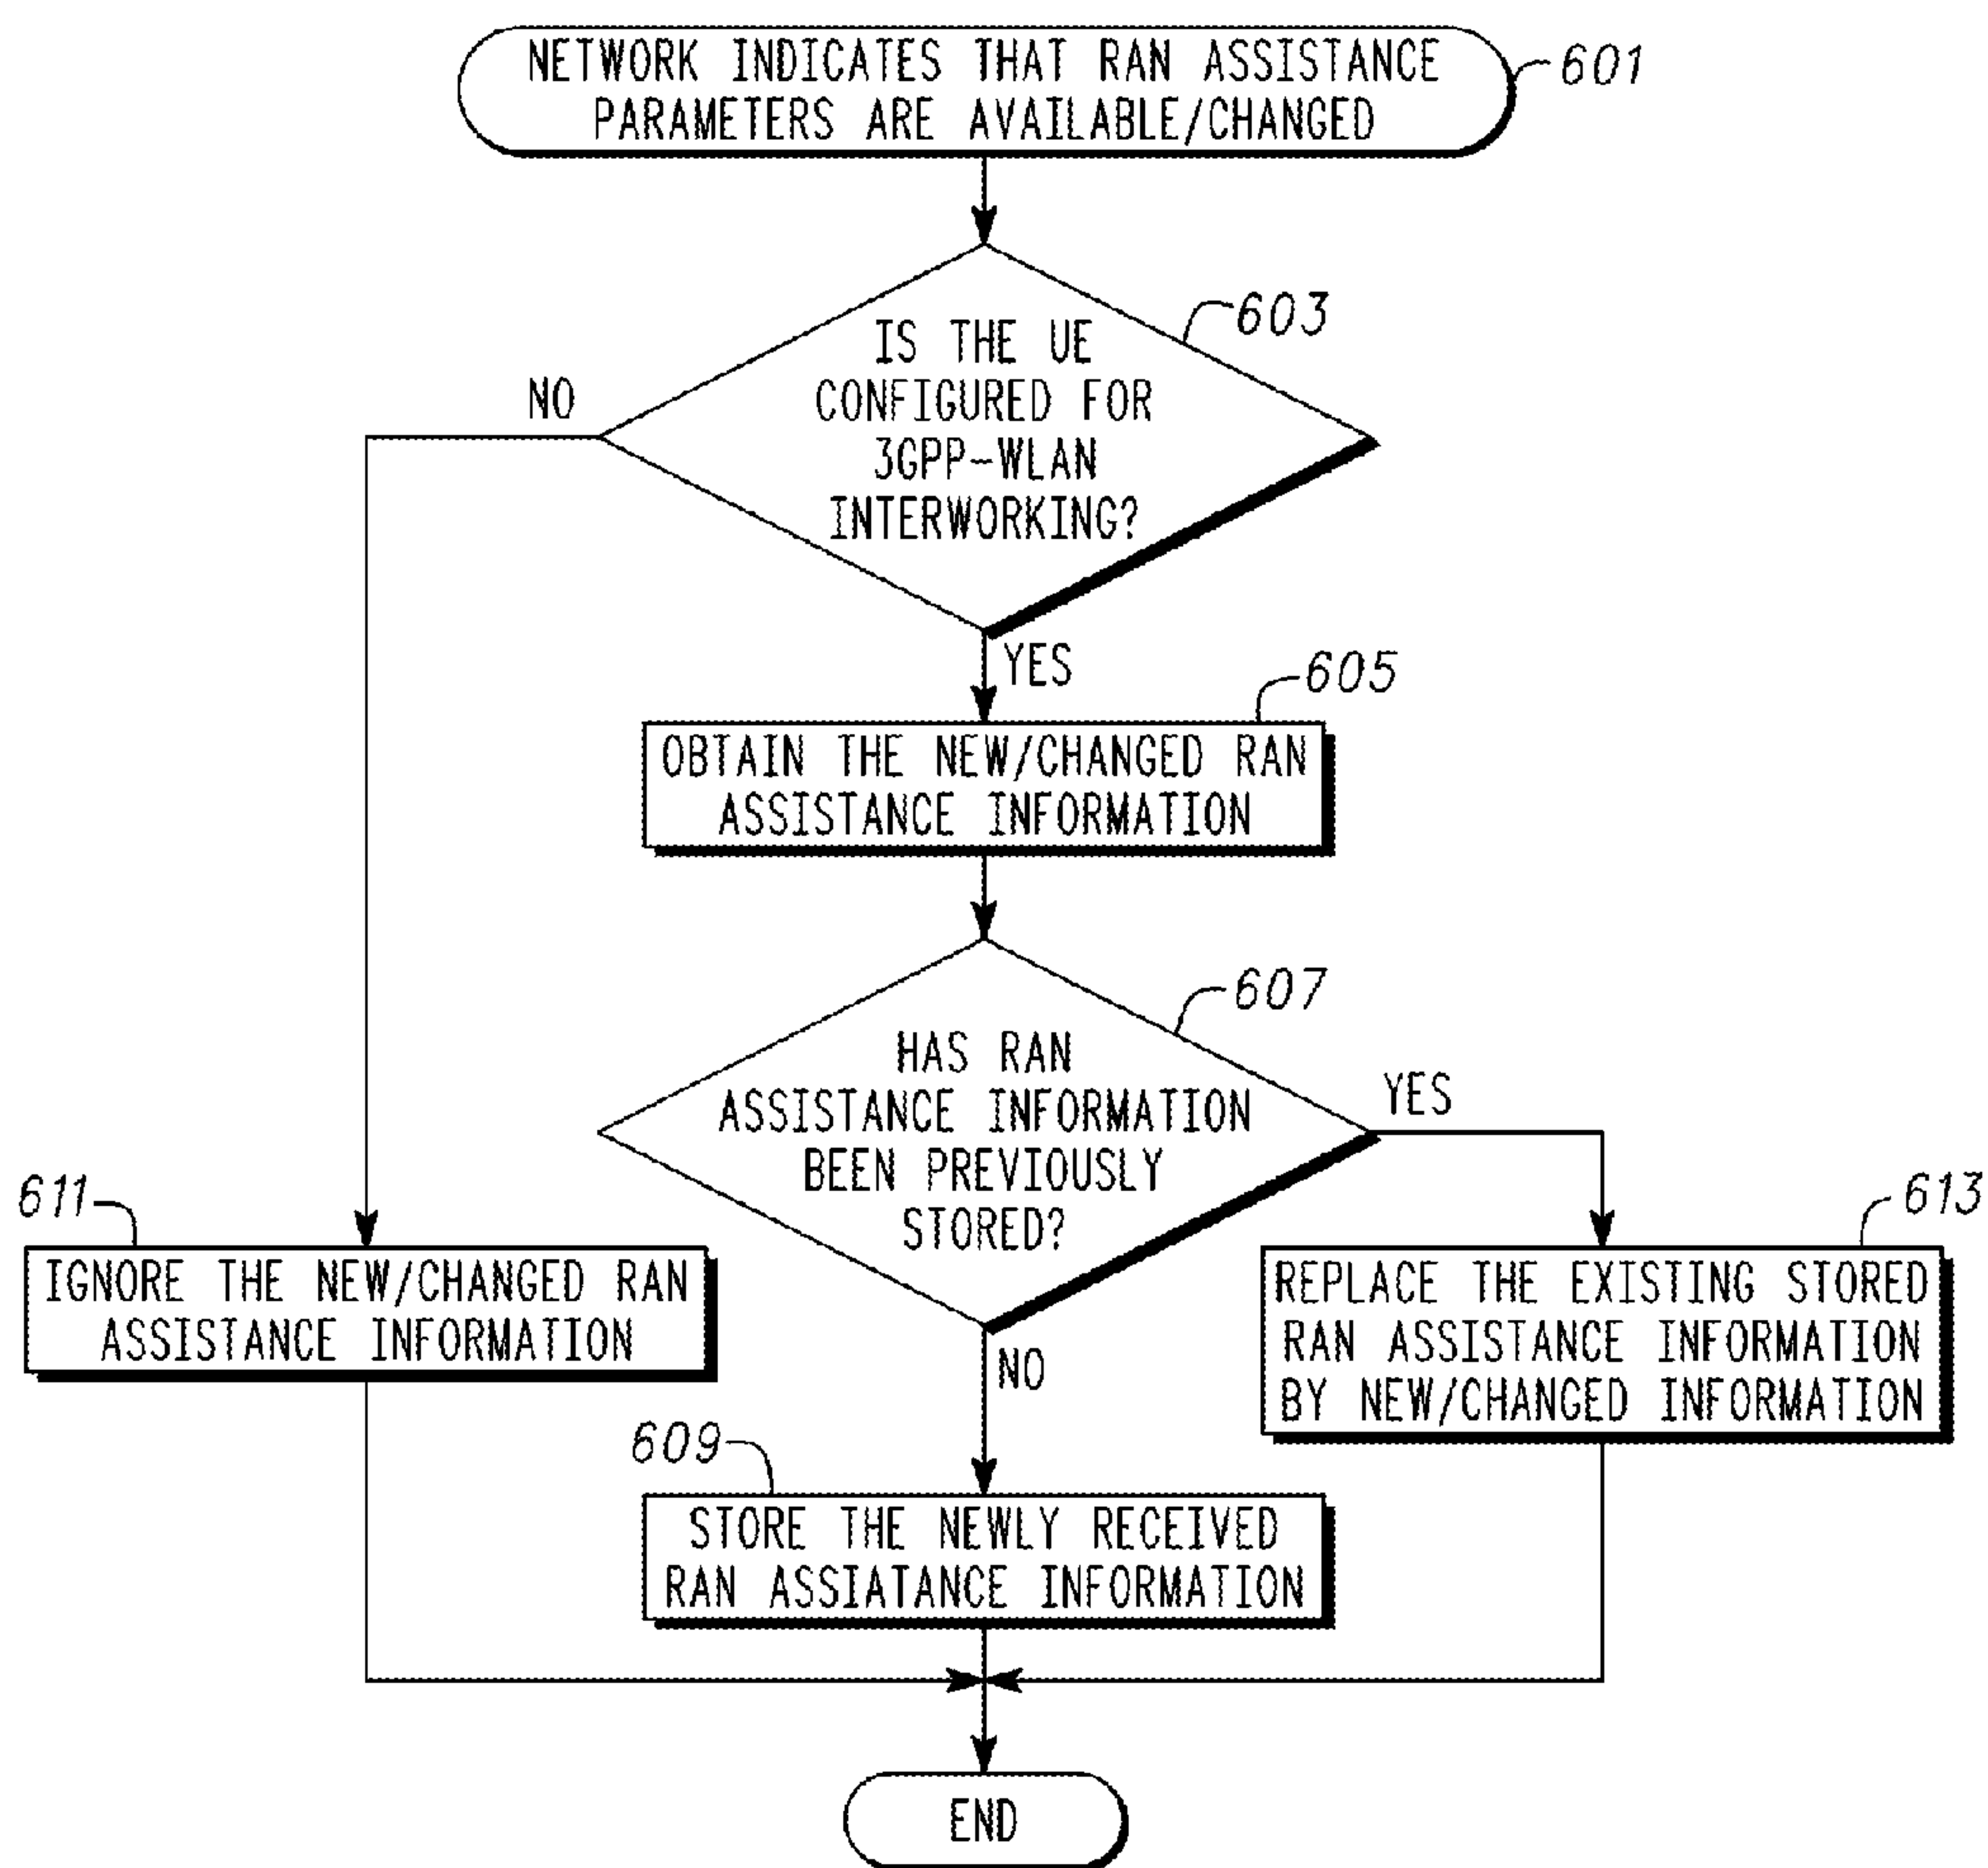 NETWORK INDICATES THAT RAN ASSISTANCE
PARAMETERS ARE AVAILABLE/CHANGED
601
603
IS THE UE
CONFIGURED FOR
3GPP-WLAN
INTERWORKING?
NO
YES
605
OBTAIN THE NEW/CHANGED RAN
ASSISTANCE INFORMATION
607
HAS RAN
ASSISTANCE INFORMATION
BEEN PREVIOUSLY
STORED?
YES
NO
611
IGNORE THE NEW/CHANGED RAN
ASSISTANCE INFORMATION
613
REPLACE THE EXISTING STORED
RAN ASSISTANCE INFORMATION
BY NEW/CHANGED INFORMATION
609
STORE THE NEWLY RECEIVED
RAN ASSIATANCE INFORMATION
END